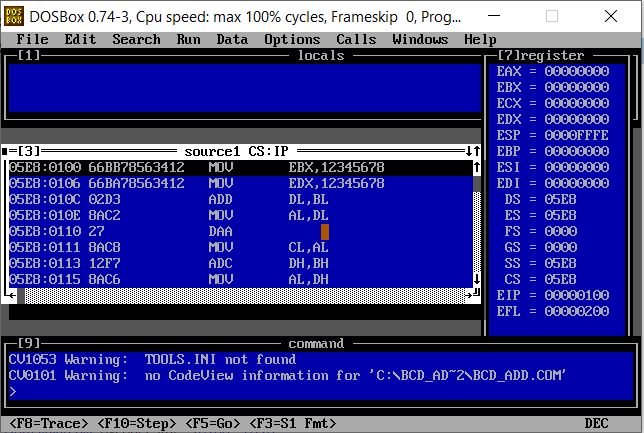 DOS BOX DOSBox 0.74-3, Cpu speed: max 100% cycles, Frameskip 0, Prog...
File Edit Search Run Data Options Calls Windows Help
[1] locals
[7]register
EAX = 00000000
EBX = 00000000
ECX = 00000000
EDX = 00000000
ESP = 0000FFFE
EBP = 00000000
ESI = 00000000
EDI = 00000000
DS = 05E8
ES = 05E8
FS = 0000
GS = 0000
SS = 05E8
CS = 05E8
EIP = 00000100
EFL = 00000200
[3] source1 CS:IP
05E8:0100 66BB78563412 MOV EBX,12345678
05E8:0106 66BA78563412 MOV EDX,12345678
05E8:010C 02D3 ADD DL,BL
05E8:010E 8AC2 MOV AL,DL
05E8:0110 27 DAA
05E8:0111 8AC8 MOV CL,AL
05E8:0113 12F7 ADC DH,BH
05E8:0115 8AC6 MOV AL,DH
[9] command
CV1053 Warning: TOOLS.INI not found
CV0101 Warning: no CodeView information for 'C:\BCD_AD~2\BCD_ADD.COM'
>
<F8=Trace> <F10=Step> <F5=Go> <F3=S1 Fmt> DEC